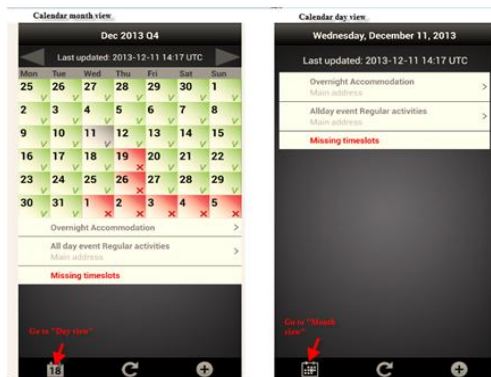 Calendar month view
Dec 2013 Q4
Last updated: 2013-12-11 14:17 UTC
Mon Tue Wed Thu Fri Sat Sun
25 26 27 28 29 30 1
2 3 4 5 6 7 8
9 10 11 12 13 14 15
16 17 18 19 20 21 22
23 24 25 26 27 28 29
30 31 1 2 3 4 5
Overnight Accommodation
All day event Regular activities
Main address
Missing timeslots
Go to "Day view"
18
Calendar day view
Wednesday, December 11, 2013
Last updated: 2013-12-11 14:17 UTC
Overnight Accommodation
Main address
Allday event Regular activities
Main address
Missing timeslots
Go to "Month
view"